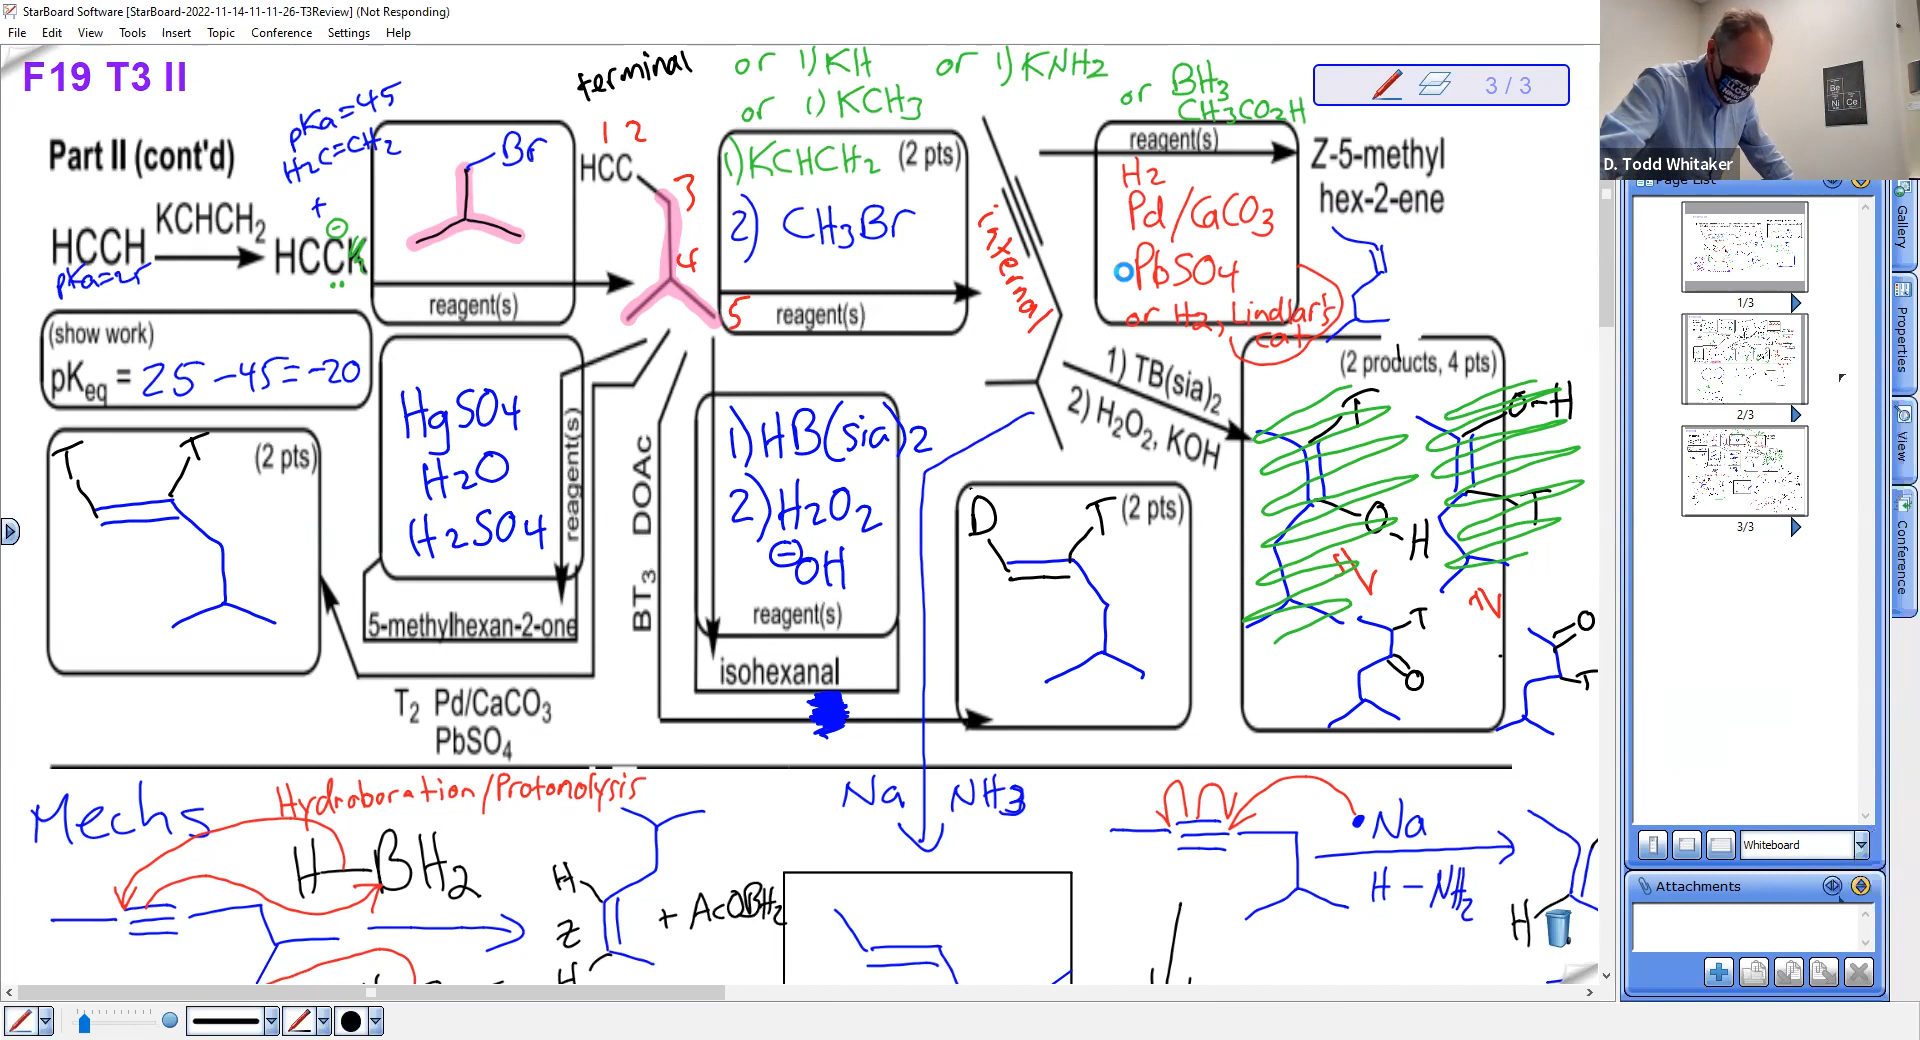 StarBoard Software [StarBoard-2022-11-14-11-11-26-T3Review] (Not Responding)
File Edit View Tools Insert Topic Conference Settings Help
F19 T3 II
terminal
or 1) KH
or 1) KCH3
or 1) KNH2
or BH3
CH3CO2H
3 / 3
Be
Ni Ce
D. Todd Whitaker
Part II (cont'd)
pKa=45
H2C=CH2
+
HCCH
pKa=25
KCHCH2
HCCK
Br
reagent(s)
1 2
HCC
3
4
5
1) KCHCH2 (2 pts)
2) CH3Br
reagent(s)
internal
reagent(s)
H2
Pd/CaCO3
PbSO4
or H2, Lindlar's
cat
Z-5-methyl
hex-2-ene
(show work)
pKeq = 25 -45 = -20
HgSO4
H2O
H2SO4
reagent(s)
5-methylhexan-2-one
T T (2 pts)
T2 Pd/CaCO3
PbSO4
BT3 DOAc
1) HB(sia)2
2) H2O2
⊖OH
reagent(s)
isohexanal
1) TB(sia)2
2) H2O2, KOH
D T (2 pts)
(2 products, 4 pts)
T
O-H
O-H
T
T
O
O
T
Mechs
Hydroboration/Protonolysis
H-BH2
H
Z
H
+ AcOBH2
Na NH3
Na
H-NH2
H
Page List
1/3
2/3
3/3
Whiteboard
Attachments
Gallery
Properties
View
Conference